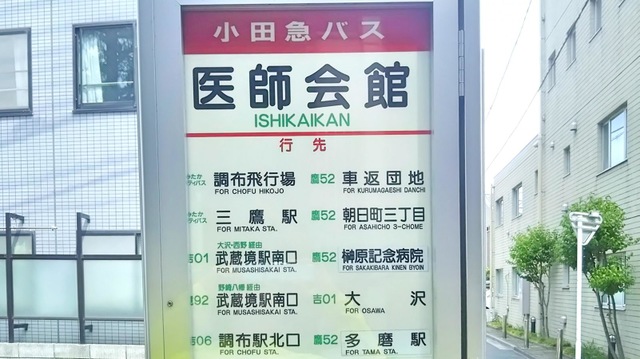 小田急バス
医師会館
ISHIKAIKAN
行先
調布飛行場
FOR CHOFU HIKOJO
三鷹駅
FOR MITAKA STA.
大沢・西野 経由
吉01 武蔵境駅南口
FOR MUSASHISAKAI STA.
野崎八幡 経由
鷹92 武蔵境駅南口
FOR MUSASHISAKAI STA.
吉06 調布駅北口
FOR CHOFU STA.
鷹52 車返団地
FOR KURUMAGAESHI DANCHI
鷹52 朝日町三丁目
FOR ASAHICHO 3-CHOME
鷹52 榊原記念病院
FOR SAKAKIBARA KINEN BYOIN
吉01 大沢
FOR OSAWA
鷹52 多磨駅
FOR TAMA STA.